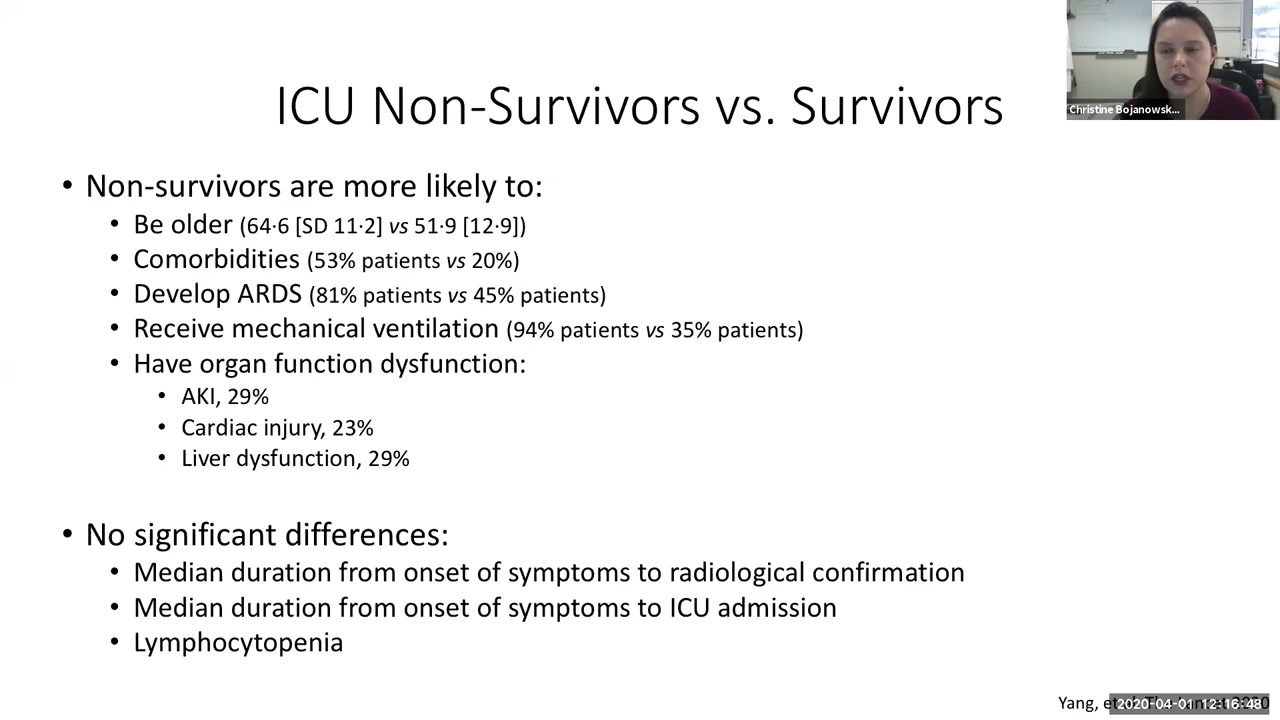 Christine Bojanowsk...
ICU Non-Survivors vs. Survivors
• Non-survivors are more likely to:
• Be older (64·6 [SD 11·2] vs 51·9 [12·9])
• Comorbidities (53% patients vs 20%)
• Develop ARDS (81% patients vs 45% patients)
• Receive mechanical ventilation (94% patients vs 35% patients)
• Have organ function dysfunction:
• AKI, 29%
• Cardiac injury, 23%
• Liver dysfunction, 29%
• No significant differences:
• Median duration from onset of symptoms to radiological confirmation
• Median duration from onset of symptoms to ICU admission
• Lymphocytopenia
Yang,
2020-04-01 12:16:48